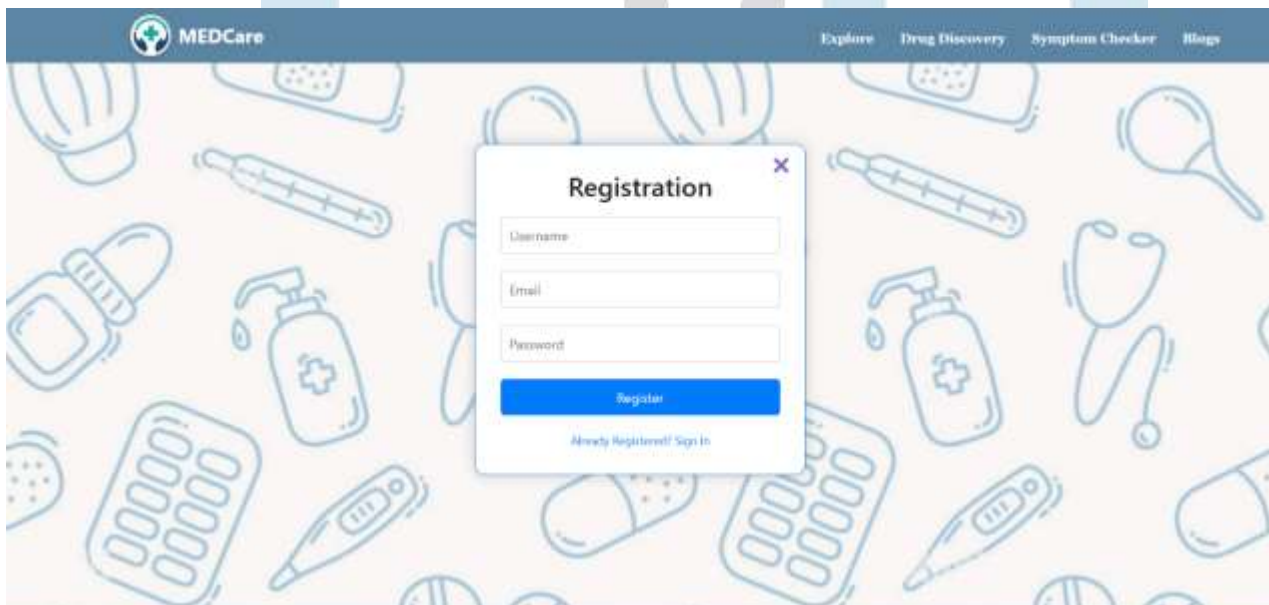 MEDCare
Explore Drug Discovery Symptom Checker Blogs
Registration
Username
Email
Password
Register
Already Registered? Sign In